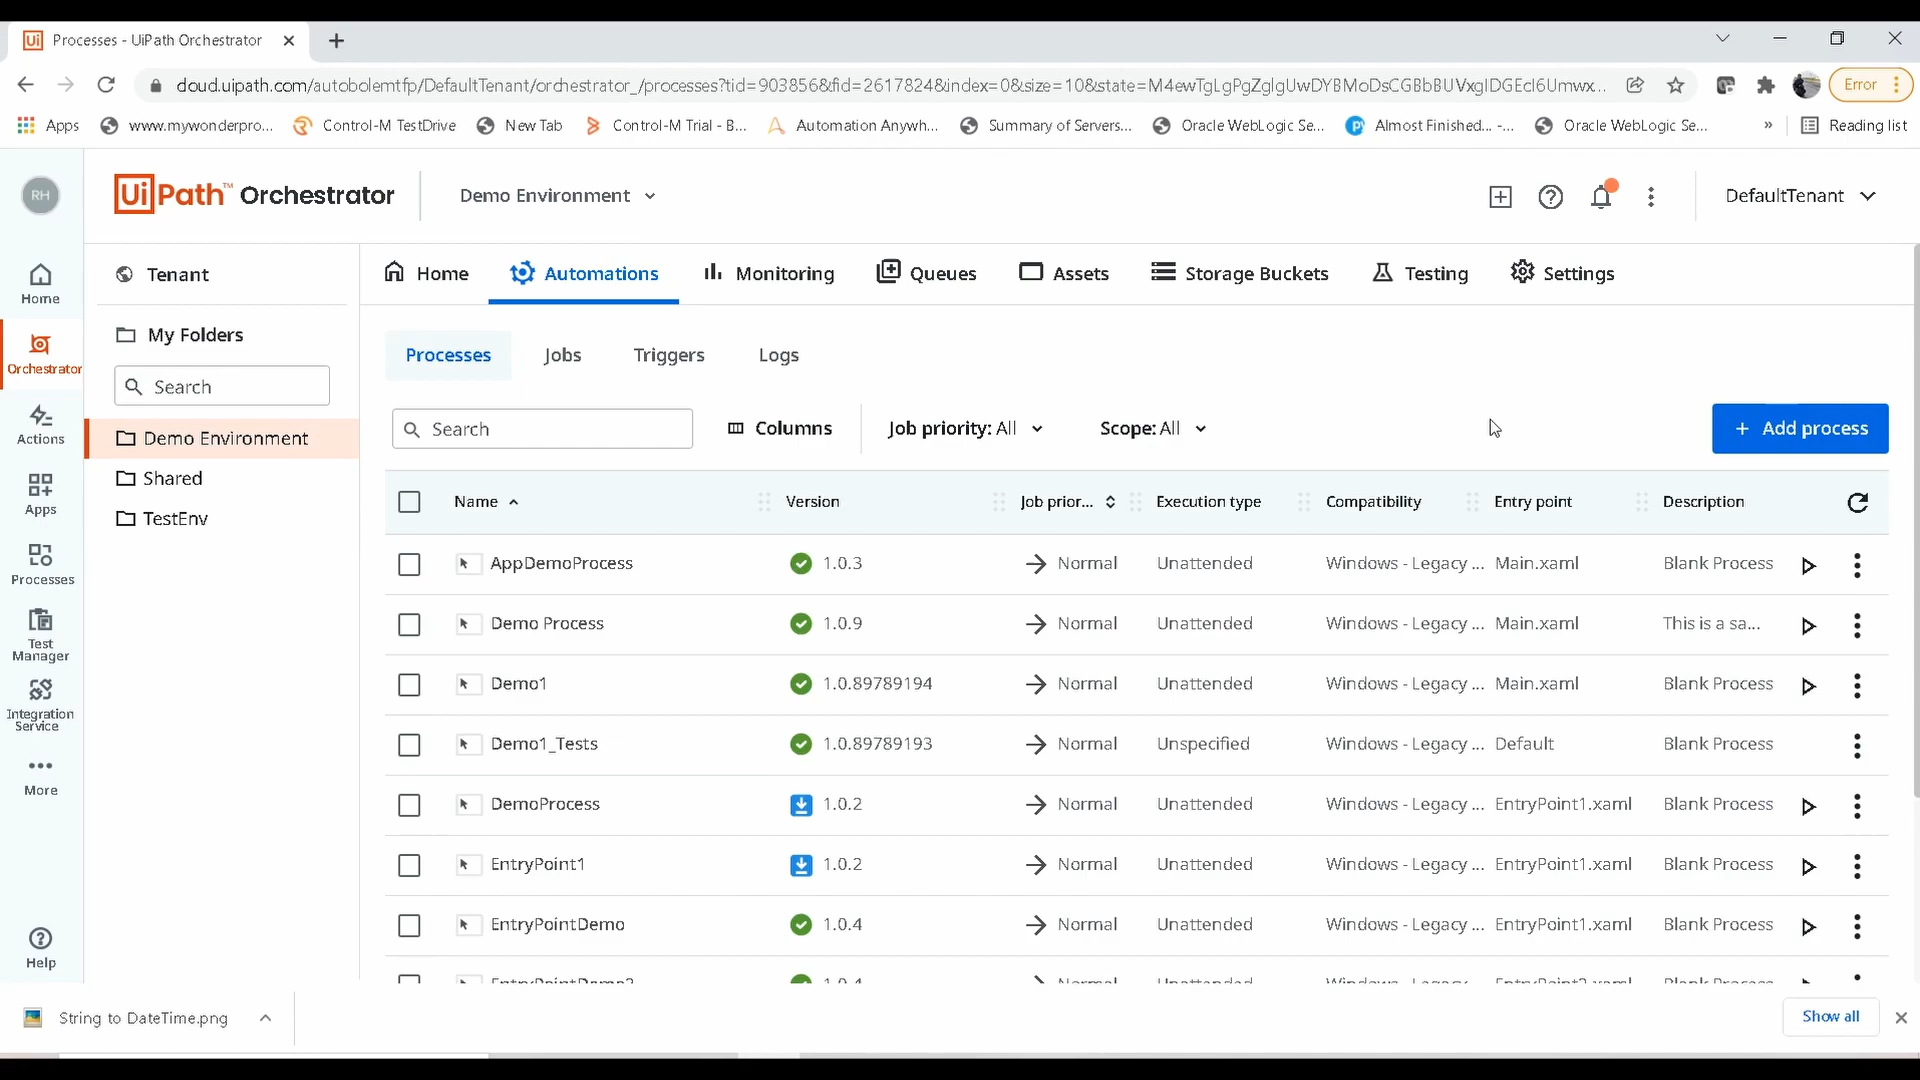 Processes - UiPath Orchestrator
cloud.uipath.com/autobolemtfp/DefaultTenant/orchestrator_/processes?tid=903856&fid=2617824&index=0&size=10&state=M4ewTgLgPgZglgUwDYBMoDsCGBbBUVxgIDGEcl6Umwx...
Error
Apps
www.mywonderpro...
Control-M TestDrive
New Tab
Control-M Trial - B...
Automation Anywh...
Summary of Servers...
Oracle WebLogic Se...
Almost Finished... -...
Oracle WebLogic Se...
»
Reading list
RH
UiPath™ Orchestrator
Demo Environment
DefaultTenant
Home
Orchestrator
Actions
Apps
Processes
Test
Manager
Integration
Service
More
Help
Tenant
My Folders
Search
Demo Environment
Shared
TestEnv
Home
Automations
Monitoring
Queues
Assets
Storage Buckets
Testing
Settings
Processes
Jobs
Triggers
Logs
Search
Columns
Job priority: All
Scope: All
+ Add process
Name Version Job prior... Execution type Compatibility Entry point Description
AppDemoProcess 1.0.3 Normal Unattended Windows - Legacy ... Main.xaml Blank Process
Demo Process 1.0.9 Normal Unattended Windows - Legacy ... Main.xaml This is a sa...
Demo1 1.0.89789194 Normal Unattended Windows - Legacy ... Main.xaml Blank Process
Demo1_Tests 1.0.89789193 Normal Unspecified Windows - Legacy ... Default Blank Process
DemoProcess 1.0.2 Normal Unattended Windows - Legacy ... EntryPoint1.xaml Blank Process
EntryPoint1 1.0.2 Normal Unattended Windows - Legacy ... EntryPoint1.xaml Blank Process
EntryPointDemo 1.0.4 Normal Unattended Windows - Legacy ... EntryPoint1.xaml Blank Process
String to DateTime.png
Show all